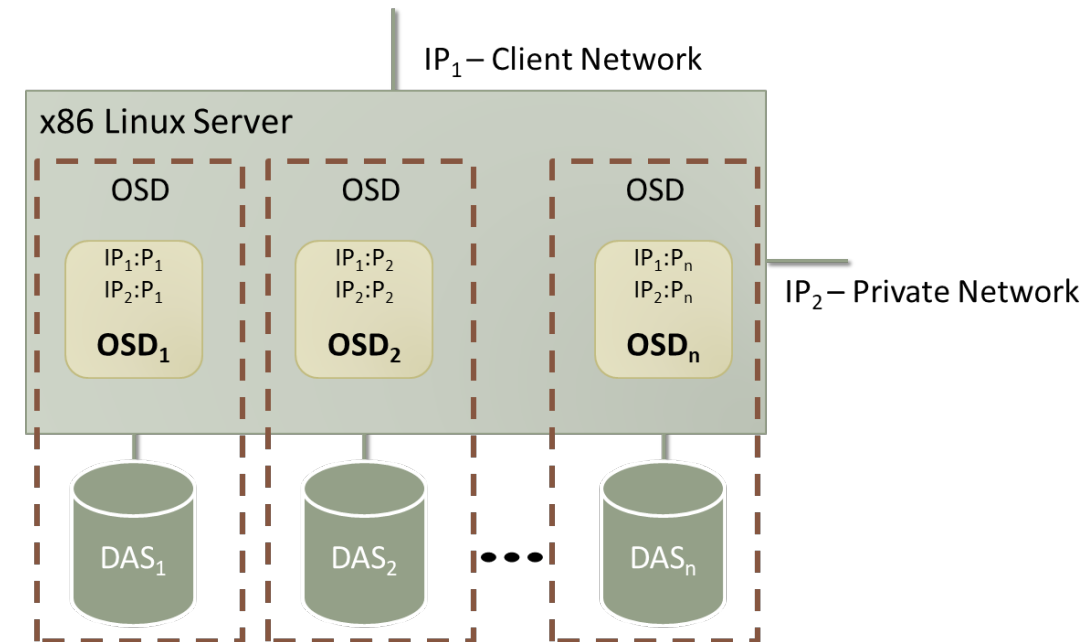 IP₁ – Client Network
x86 Linux Server
OSD OSD OSD
IP₁:P₁ IP₁:P₂ IP₁:Pₙ
IP₂:P₁ IP₂:P₂ IP₂:Pₙ
IP₂ – Private Network
OSD₁ OSD₂ OSDₙ
DAS₁ DAS₂ DASₙ